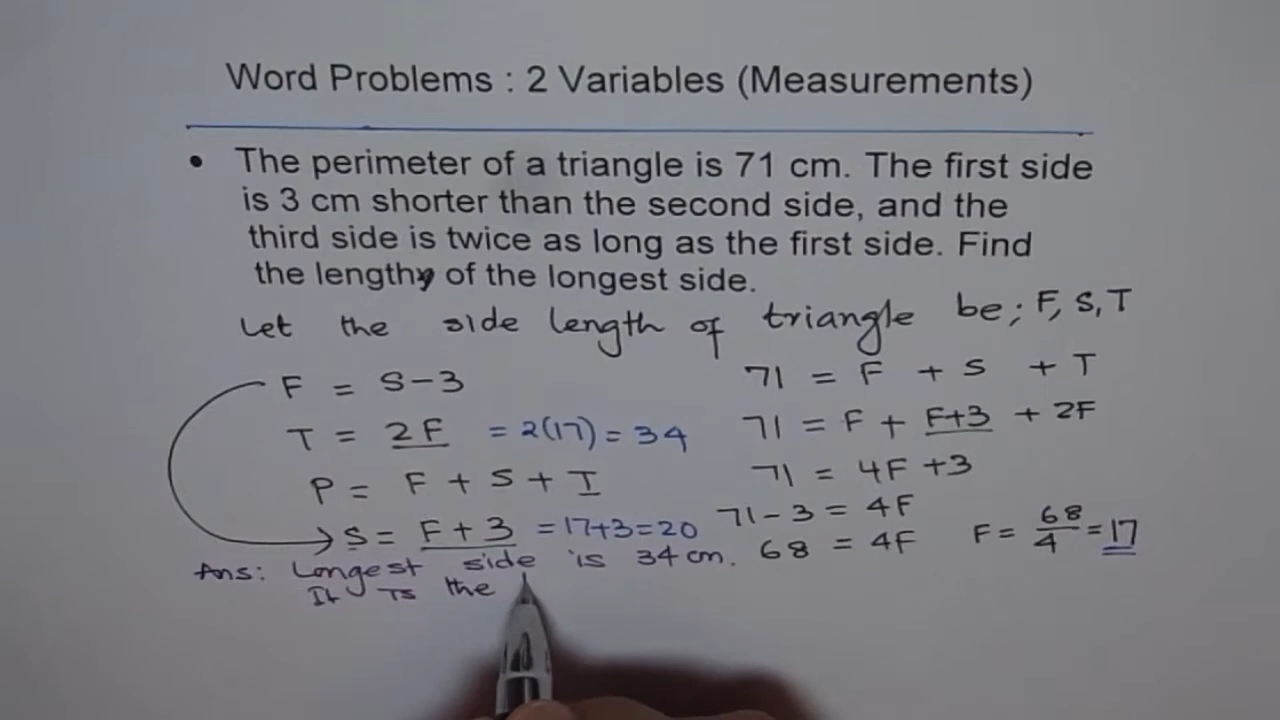 Word Problems : 2 Variables (Measurements)
• The perimeter of a triangle is 71 cm. The first side
is 3 cm shorter than the second side, and the
third side is twice as long as the first side. Find
the length of the longest side.
Let the side length of triangle be; F, S, T
F = S-3
T = 2F = 2(17) = 34
P = F + S + T
S = F + 3 = 17+3 = 20
71 = F + S + T
71 = F + F+3 + 2F
71 = 4F +3
71 - 3 = 4F
68 = 4F F = 68/4 = 17
Ans: Longest side is 34 cm.
It is the